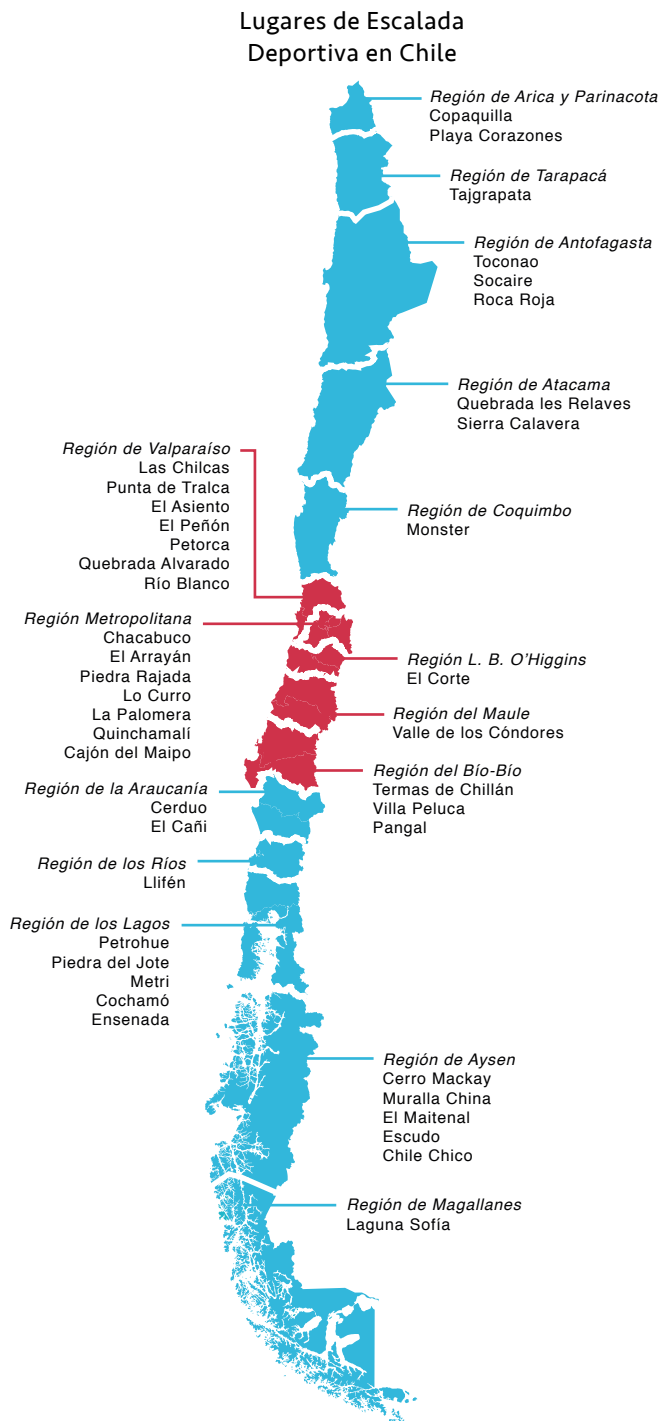 Lugares de Escalada
Deportiva en Chile
Región de Arica y Parinacota
Copaquilla
Playa Corazones
Región de Tarapacá
Tajgrapata
Región de Antofagasta
Toconao
Socaire
Roca Roja
Región de Atacama
Quebrada les Relaves
Sierra Calavera
Región de Valparaíso
Las Chilcas
Punta de Tralca
El Asiento
El Peñón
Petorca
Quebrada Alvarado
Río Blanco
Región de Coquimbo
Monster
Región Metropolitana
Chacabuco
El Arrayán
Piedra Rajada
Lo Curro
La Palomera
Quinchamalí
Cajón del Maipo
Región L. B. O’Higgins
El Corte
Región del Maule
Valle de los Cóndores
Región del Bío-Bío
Termas de Chillán
Villa Peluca
Pangal
Región de la Araucanía
Cerduo
El Cañi
Región de los Ríos
Llifén
Región de los Lagos
Petrohue
Piedra del Jote
Metri
Cochamó
Ensenada
Región de Aysen
Cerro Mackay
Muralla China
El Maitenal
Escudo
Chile Chico
Región de Magallanes
Laguna Sofía